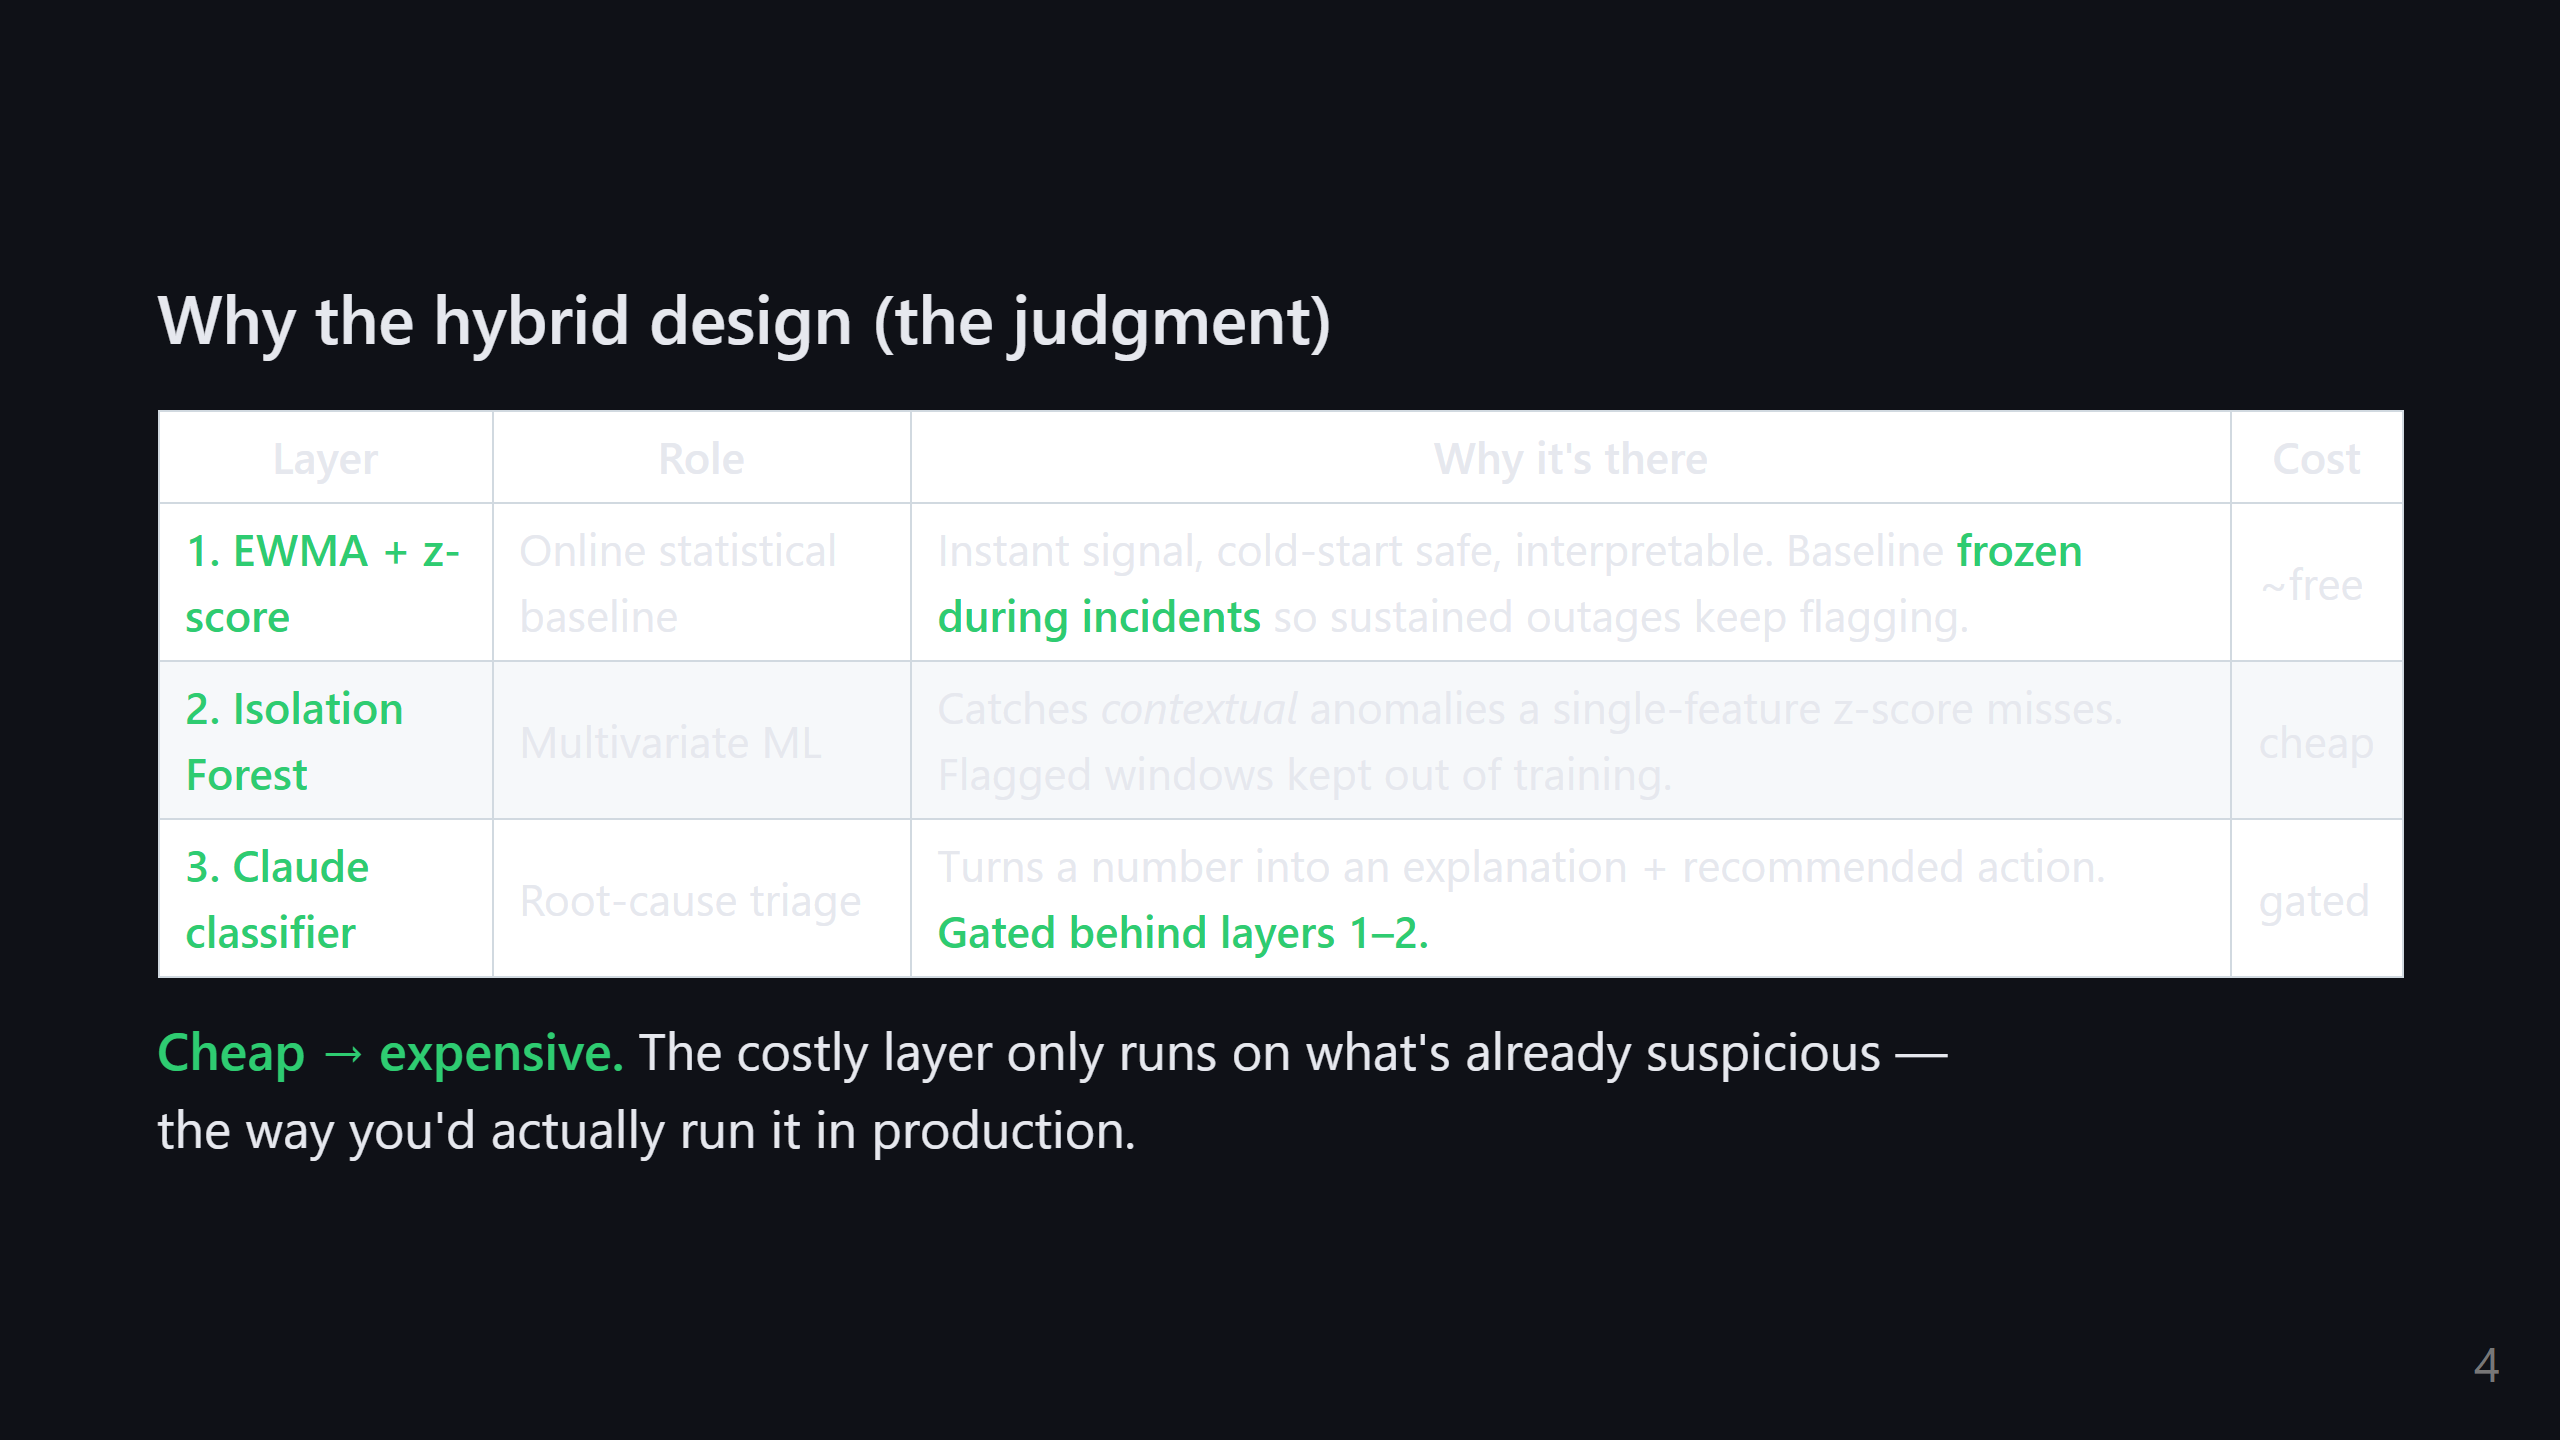 Why the hybrid design (the judgment)
Layer Role Why it's there Cost
1. EWMA + z-
score
Online statistical
baseline
Instant signal, cold-start safe, interpretable. Baseline frozen
during incidents so sustained outages keep flagging.
~free
2. Isolation
Forest
Multivariate ML
Catches contextual anomalies a single-feature z-score misses.
Flagged windows kept out of training.
cheap
3. Claude
classifier
Root-cause triage
Turns a number into an explanation + recommended action.
Gated behind layers 1–2.
gated
Cheap → expensive. The costly layer only runs on what's already suspicious —
the way you'd actually run it in production.
4